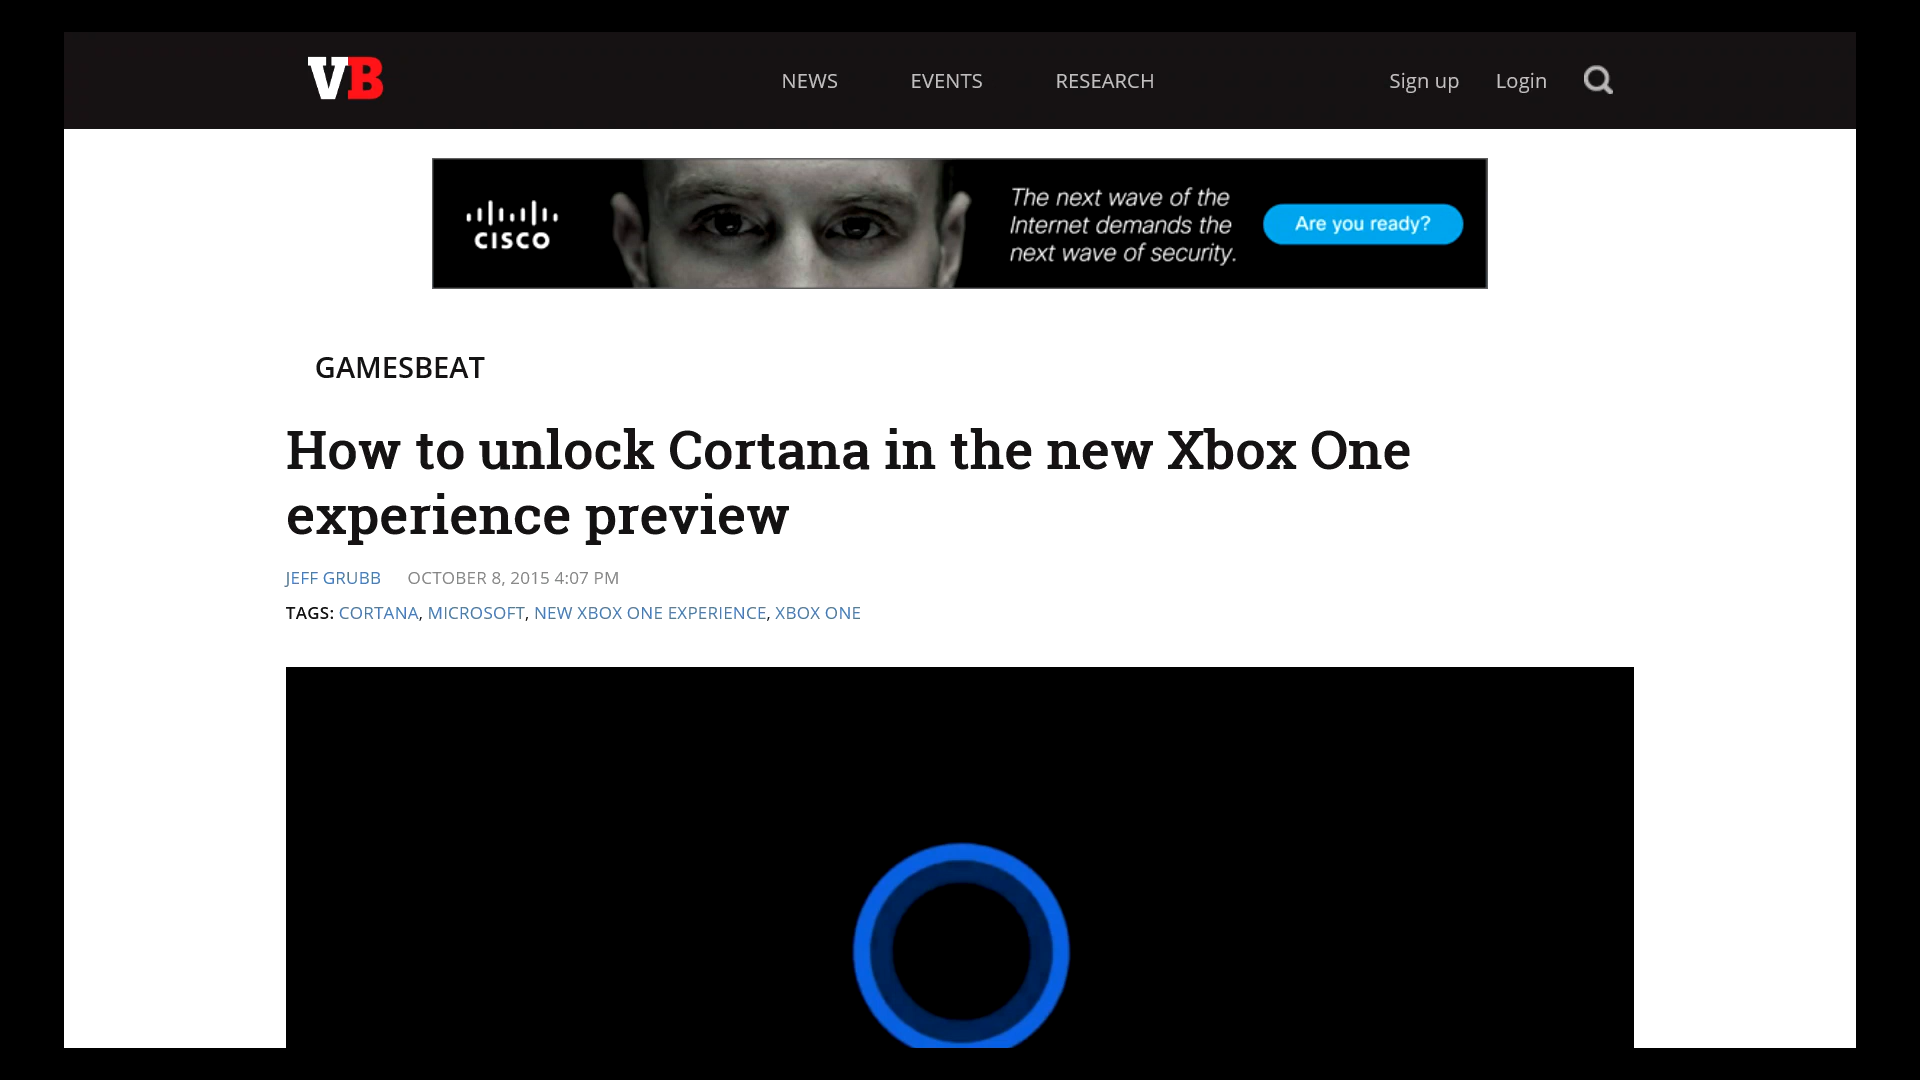 VB
NEWS EVENTS RESEARCH Sign up Login
CISCO
The next wave of the
Internet demands the
next wave of security.
Are you ready?
GAMESBEAT
How to unlock Cortana in the new Xbox One
experience preview
JEFF GRUBB OCTOBER 8, 2015 4:07 PM
TAGS: CORTANA, MICROSOFT, NEW XBOX ONE EXPERIENCE, XBOX ONE